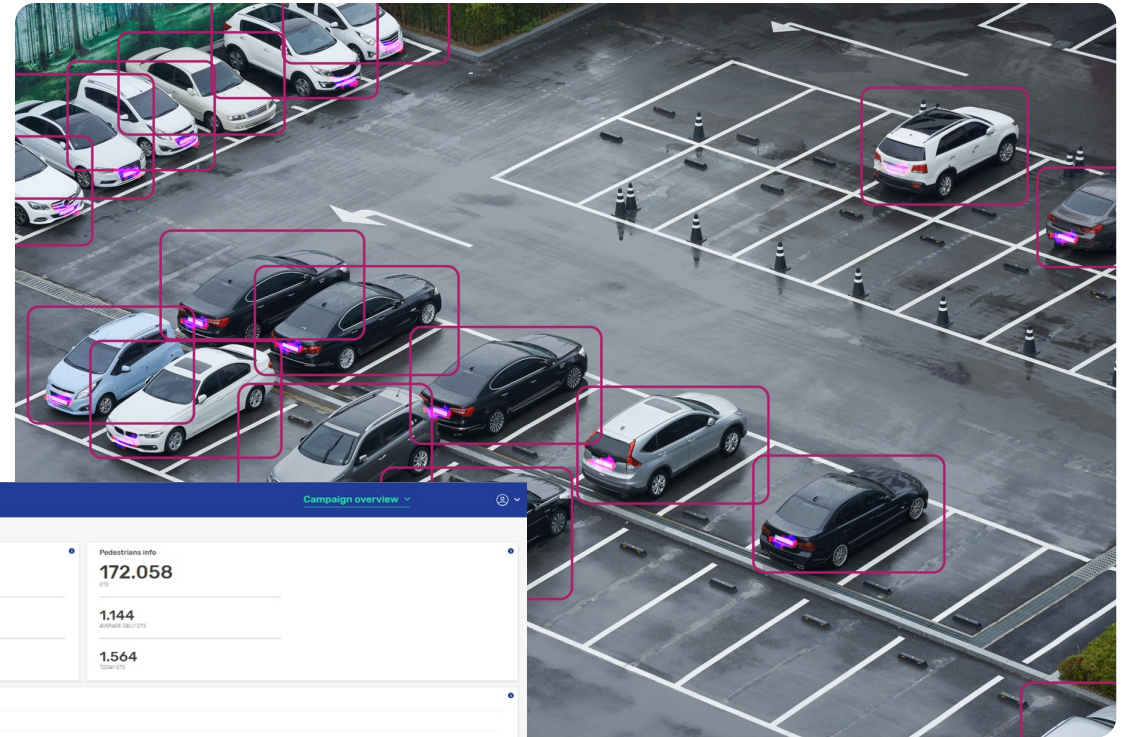 Campaign overview
Pedestrians info
172.058
OTS
1.144
AVERAGE DAILY OTS
1.564
TODAY OTS